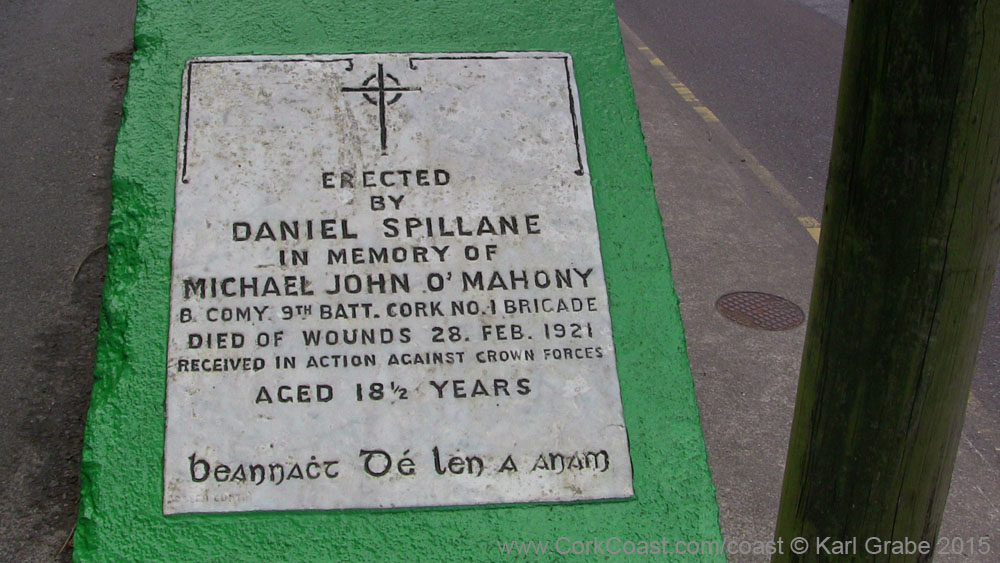 ERECTED
BY
DANIEL SPILLANE
IN MEMORY OF
MICHAEL JOHN O'MAHONY
B. COMY. 9TH BATT. CORK NO. 1 BRIGADE
DIED OF WOUNDS 28. FEB. 1921
RECEIVED IN ACTION AGAINST CROWN FORCES
AGED 18½ YEARS
beannaċt Dé len a anam
www.CorkCoast.com/coast © Karl Grabe 2015